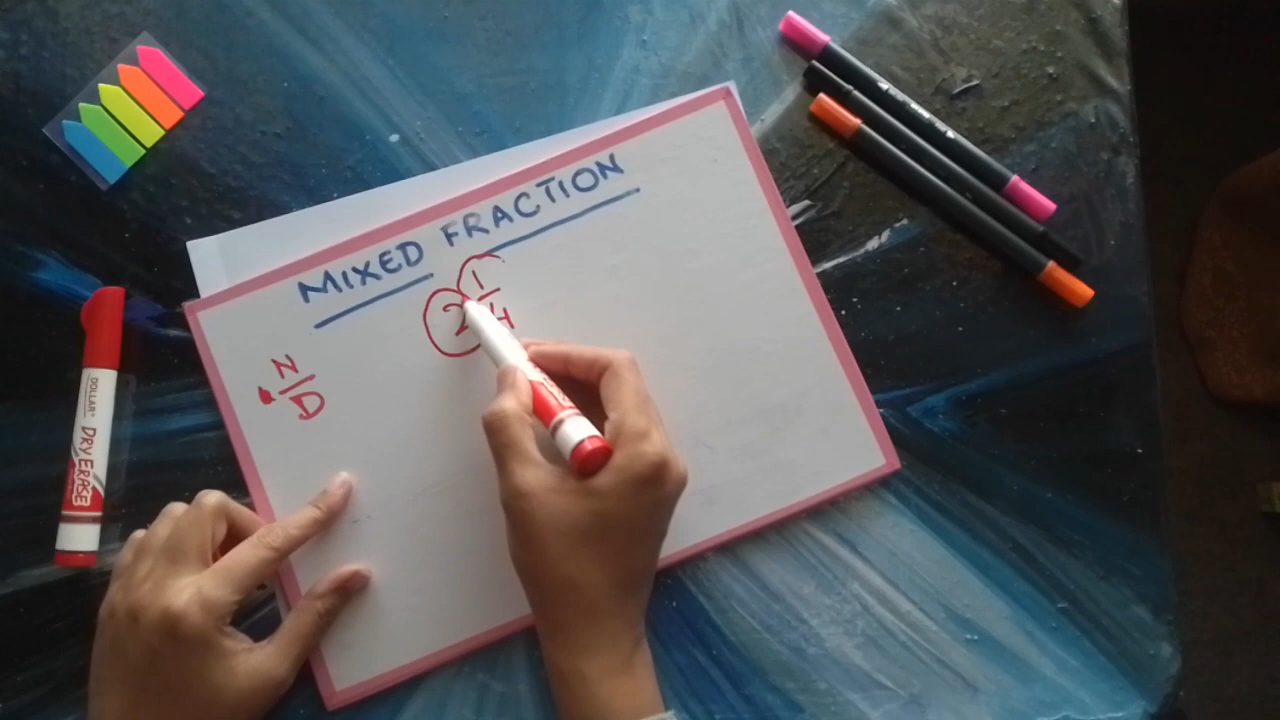 MIXED FRACTION
2 1/4
N/D
DOLLAR®
DRY ERASE